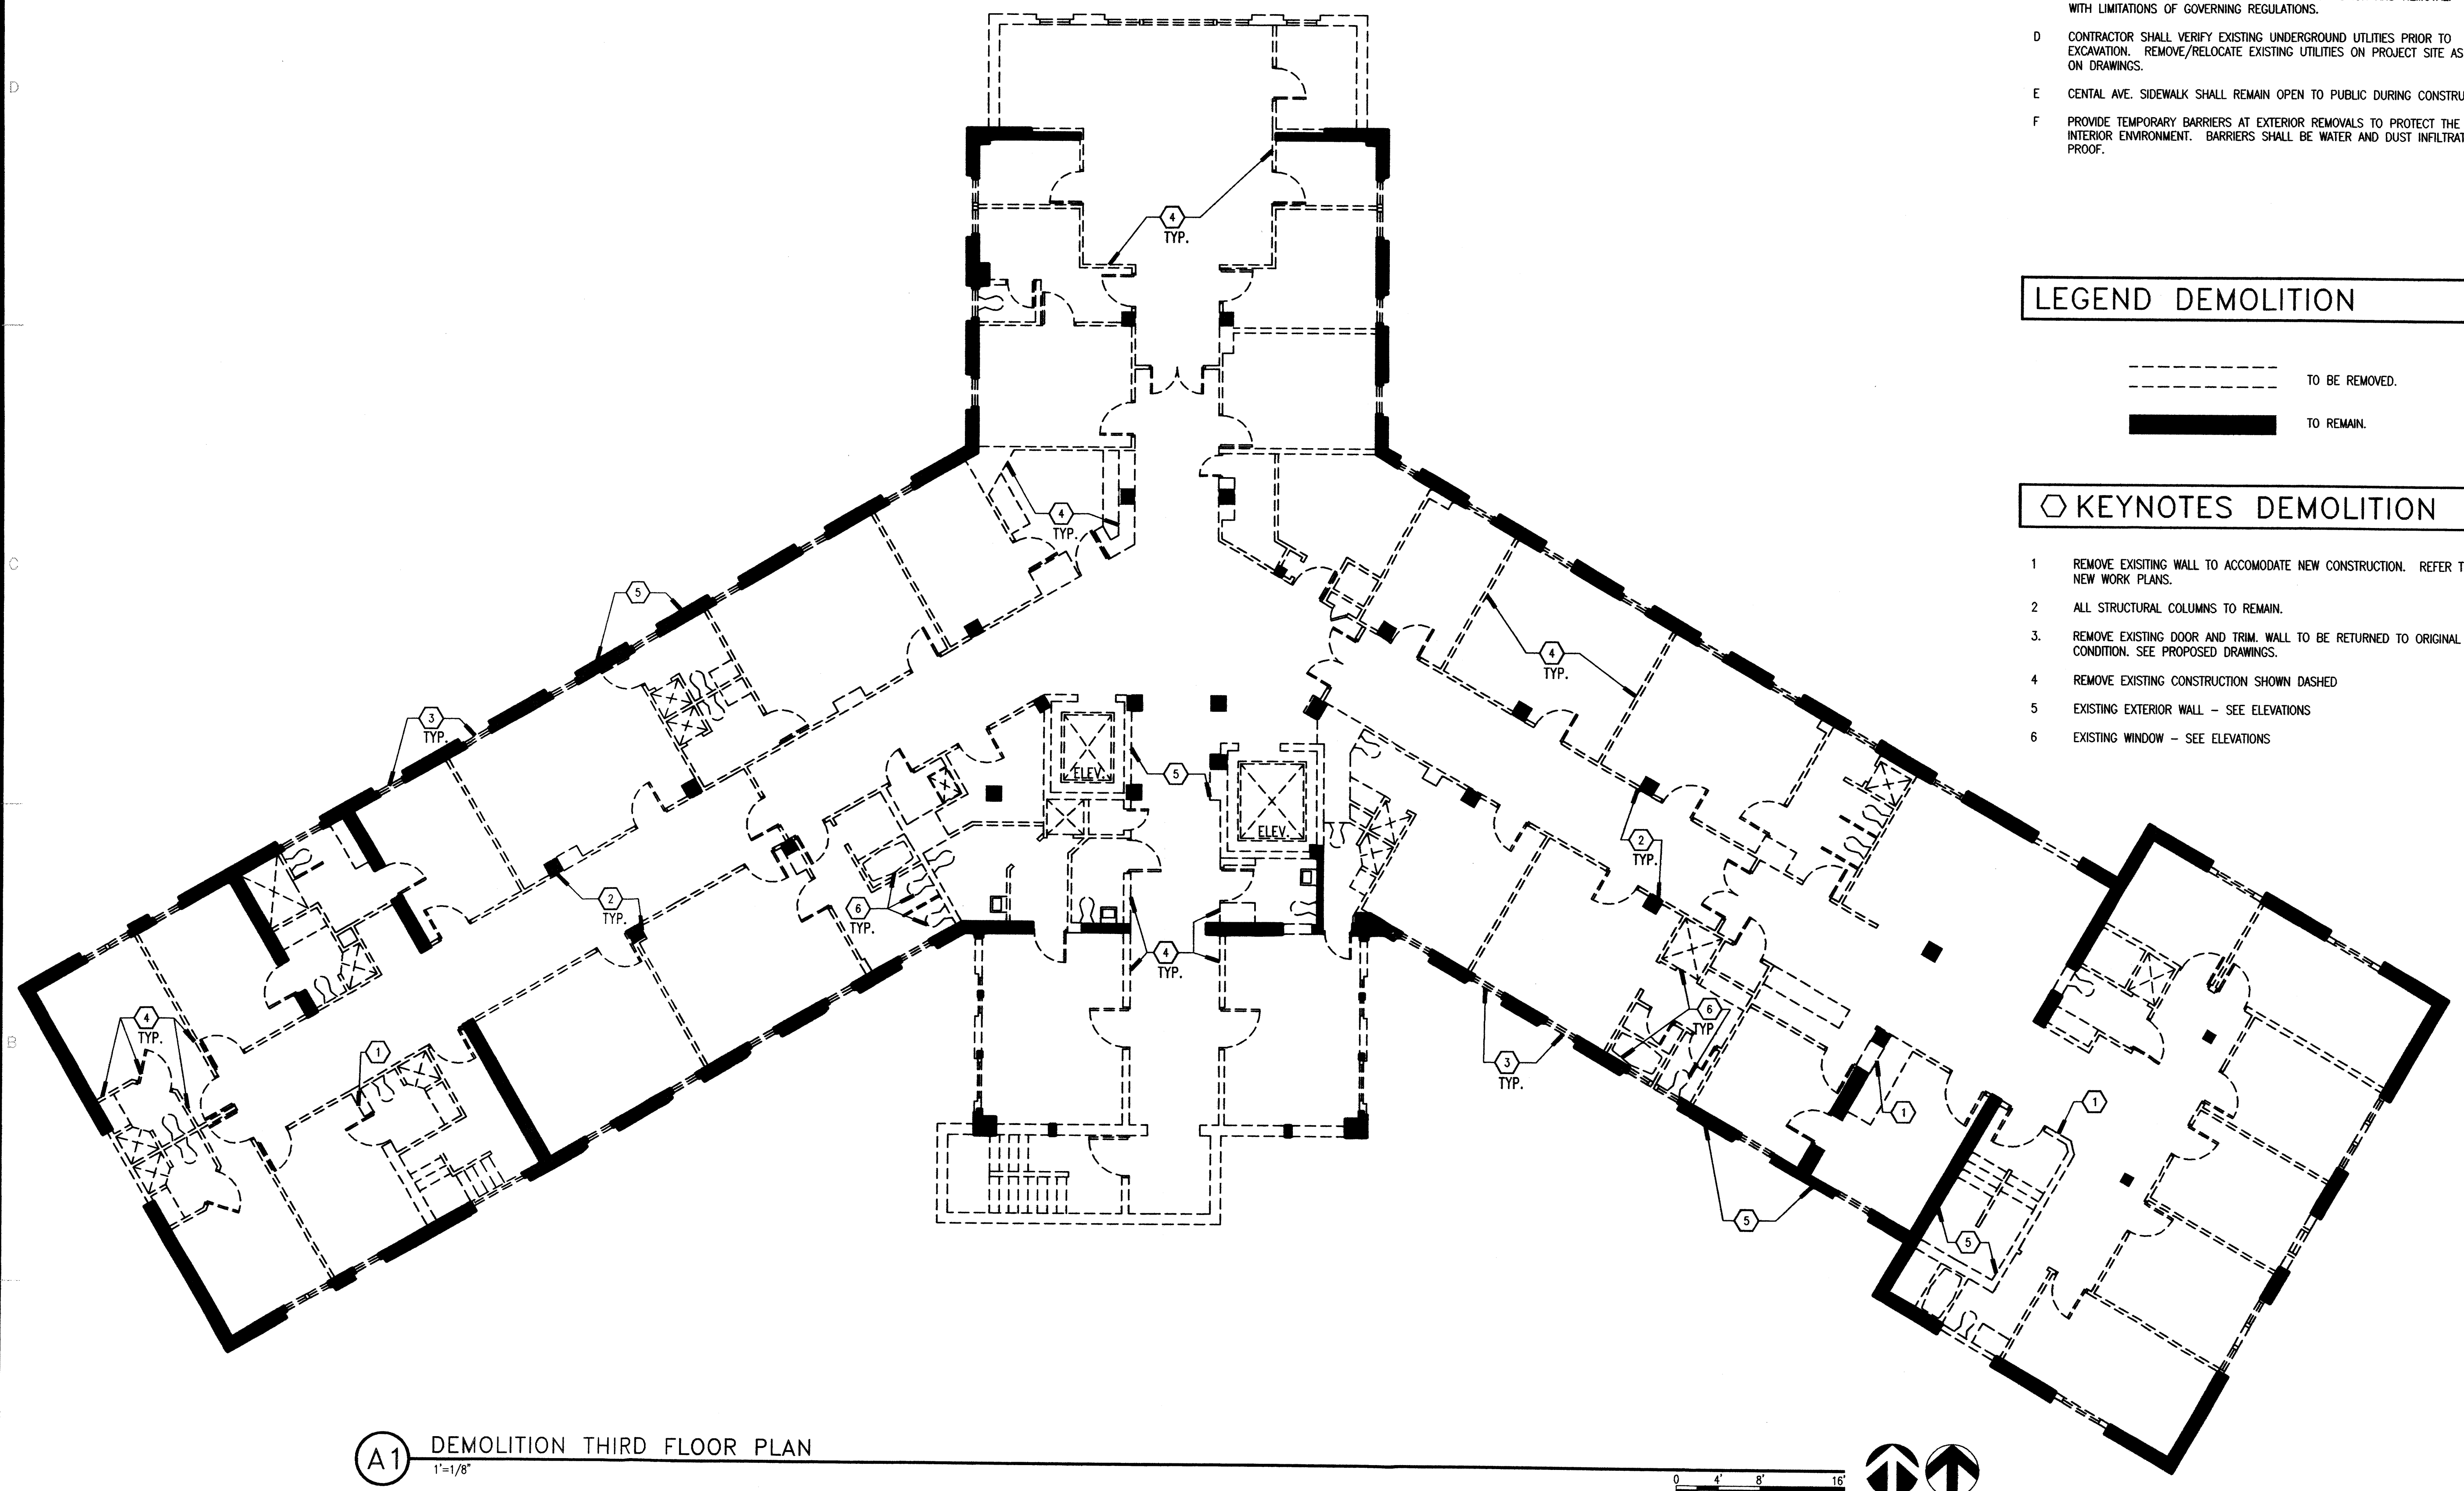 WITH LIMITATIONS OF GOVERNING REGULATIONS.
D CONTRACTOR SHALL VERIFY EXISTING UNDERGROUND UTLITIES PRIOR TO
EXCAVATION. REMOVE/RELOCATE EXISTING UTILITIES ON PROJECT SITE AS
ON DRAWINGS.
E CENTAL AVE. SIDEWALK SHALL REMAIN OPEN TO PUBLIC DURING CONSTRU
F PROVIDE TEMPORARY BARRIERS AT EXTERIOR REMOVALS TO PROTECT THE
INTERIOR ENVIRONMENT. BARRIERS SHALL BE WATER AND DUST INFILTRAT
PROOF.
LEGEND DEMOLITION
TO BE REMOVED.
TO REMAIN.
KEYNOTES DEMOLITION
1 REMOVE EXISITING WALL TO ACCOMODATE NEW CONSTRUCTION. REFER T
NEW WORK PLANS.
2 ALL STRUCTURAL COLUMNS TO REMAIN.
3. REMOVE EXISTING DOOR AND TRIM. WALL TO BE RETURNED TO ORIGINAL
CONDITION. SEE PROPOSED DRAWINGS.
4 REMOVE EXISTING CONSTRUCTION SHOWN DASHED
5 EXISTING EXTERIOR WALL – SEE ELEVATIONS
6 EXISTING WINDOW – SEE ELEVATIONS
D
C
B
4
TYP.
4
TYP.
5
4
TYP.
3
TYP.
5
ELEV.
ELEV.
2
TYP.
2
TYP.
6
TYP.
4
TYP.
4
TYP.
6
TYP.
1
3
TYP.
1
1
5
5
A1
DEMOLITION THIRD FLOOR PLAN
1'=1/8"
0 4' 8' 16'